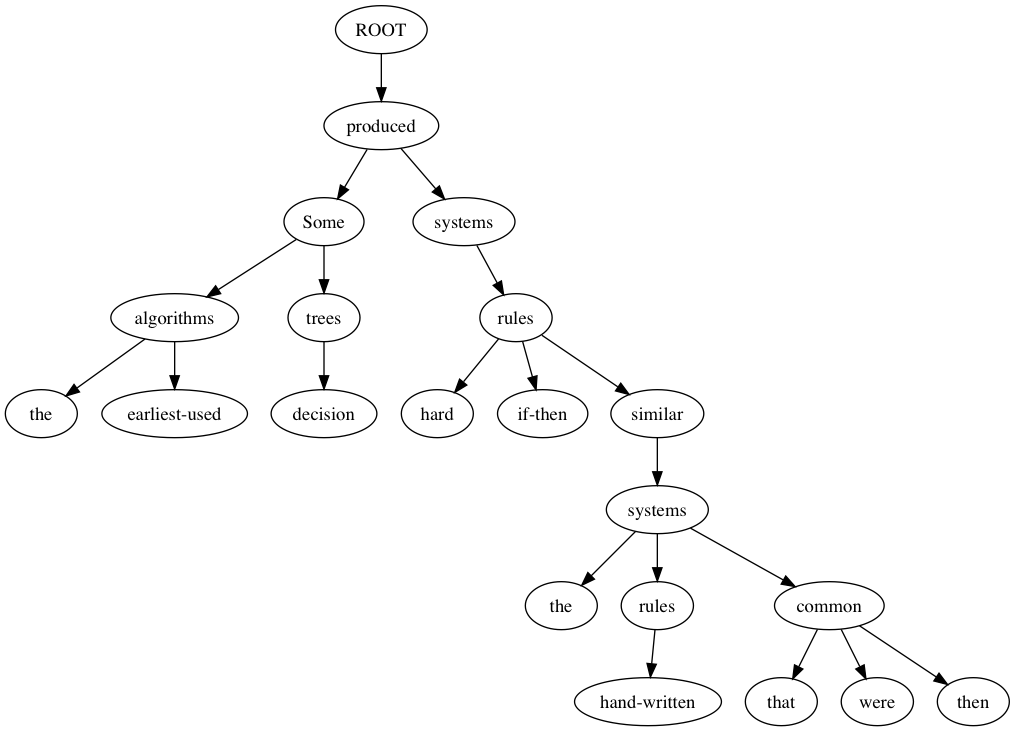 ROOT
produced
Some systems
algorithms trees rules
the earliest-used decision hard if-then similar
systems
the rules common
hand-written that were then